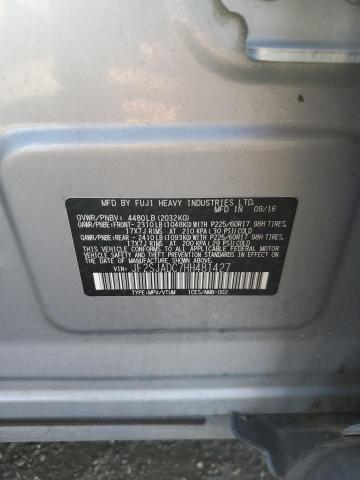 MFD BY FUJI HEAVY INDUSTRIES LTD.
MFD IN 09/16
GVWR/PNBV: 4480LB(2032KG)
GAWR/PNBE:FRONT- 2310LB(1048KG) WITH P225/60R17 98H TIRES,
17X7J RIMS AT 210 KPA(30 PSI)COLD
GAWR/PNBE:REAR - 2410LB(1093KG) WITH P225/60R17 98H TIRES,
17X7J RIMS AT 200 KPA(29 PSI)COLD
THIS VEHICLE CONFORMS TO ALL APPLICABLE FEDERAL MOTOR
VEHICLE SAFETY STANDARDS IN EFFECT ON THE DATE OF
MANUFACTURE SHOWN ABOVE.
VIN: JF2SJADC7HH481427
TYPE:MPV/VTUM ICES/NMB-002